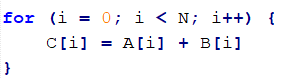 for (i = 0; i < N; i++) {
    C[i] = A[i] + B[i]
}